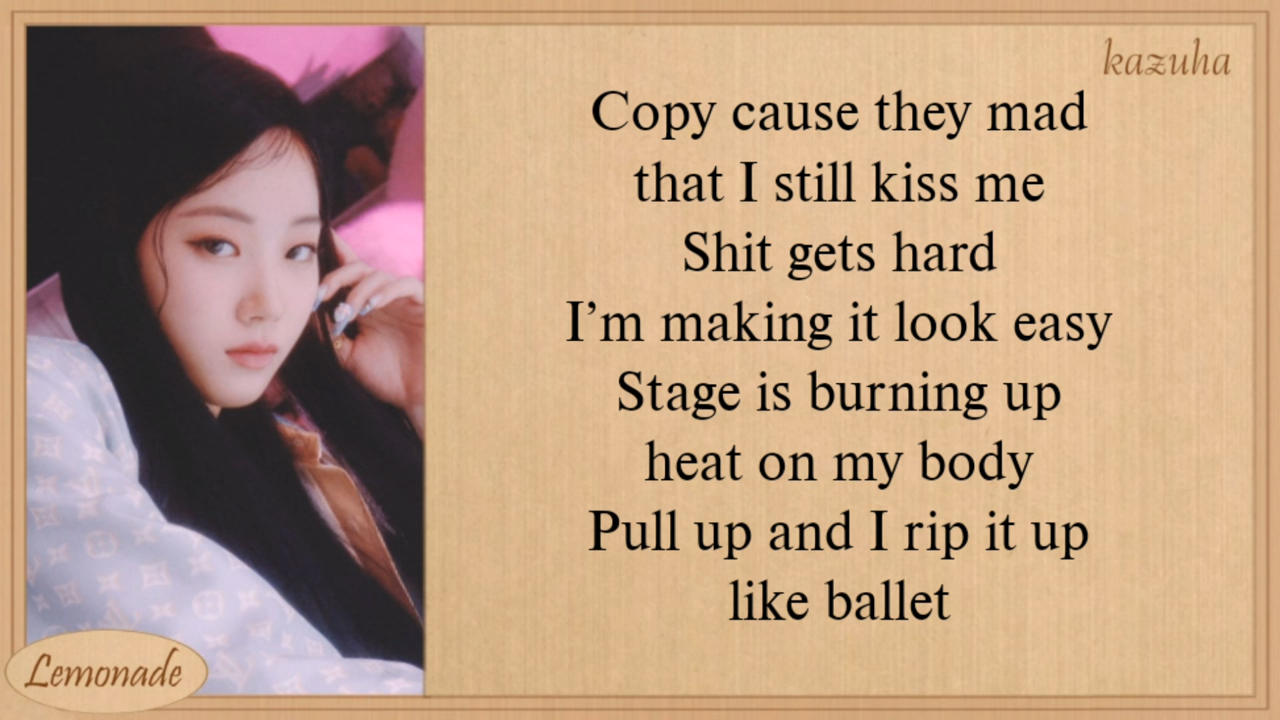 kazuha
Copy cause they mad
that I still kiss me
Shit gets hard
I’m making it look easy
Stage is burning up
heat on my body
Pull up and I rip it up
like ballet
Lemonade